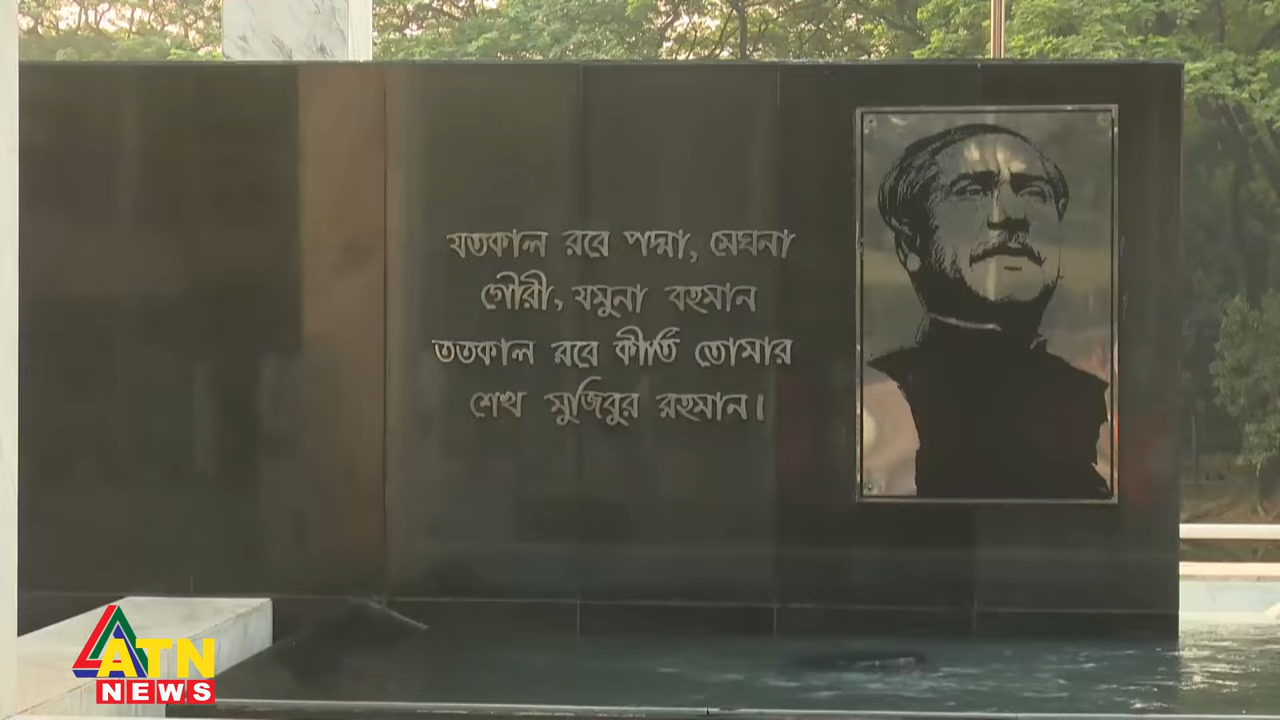 যতকাল রবে পদ্মা, মেঘনা
গৌরী, যমুনা বহমান
ততকাল রবে কীর্তি তোমার
শেখ মুজিবুর রহমান।
ATN
NEWS